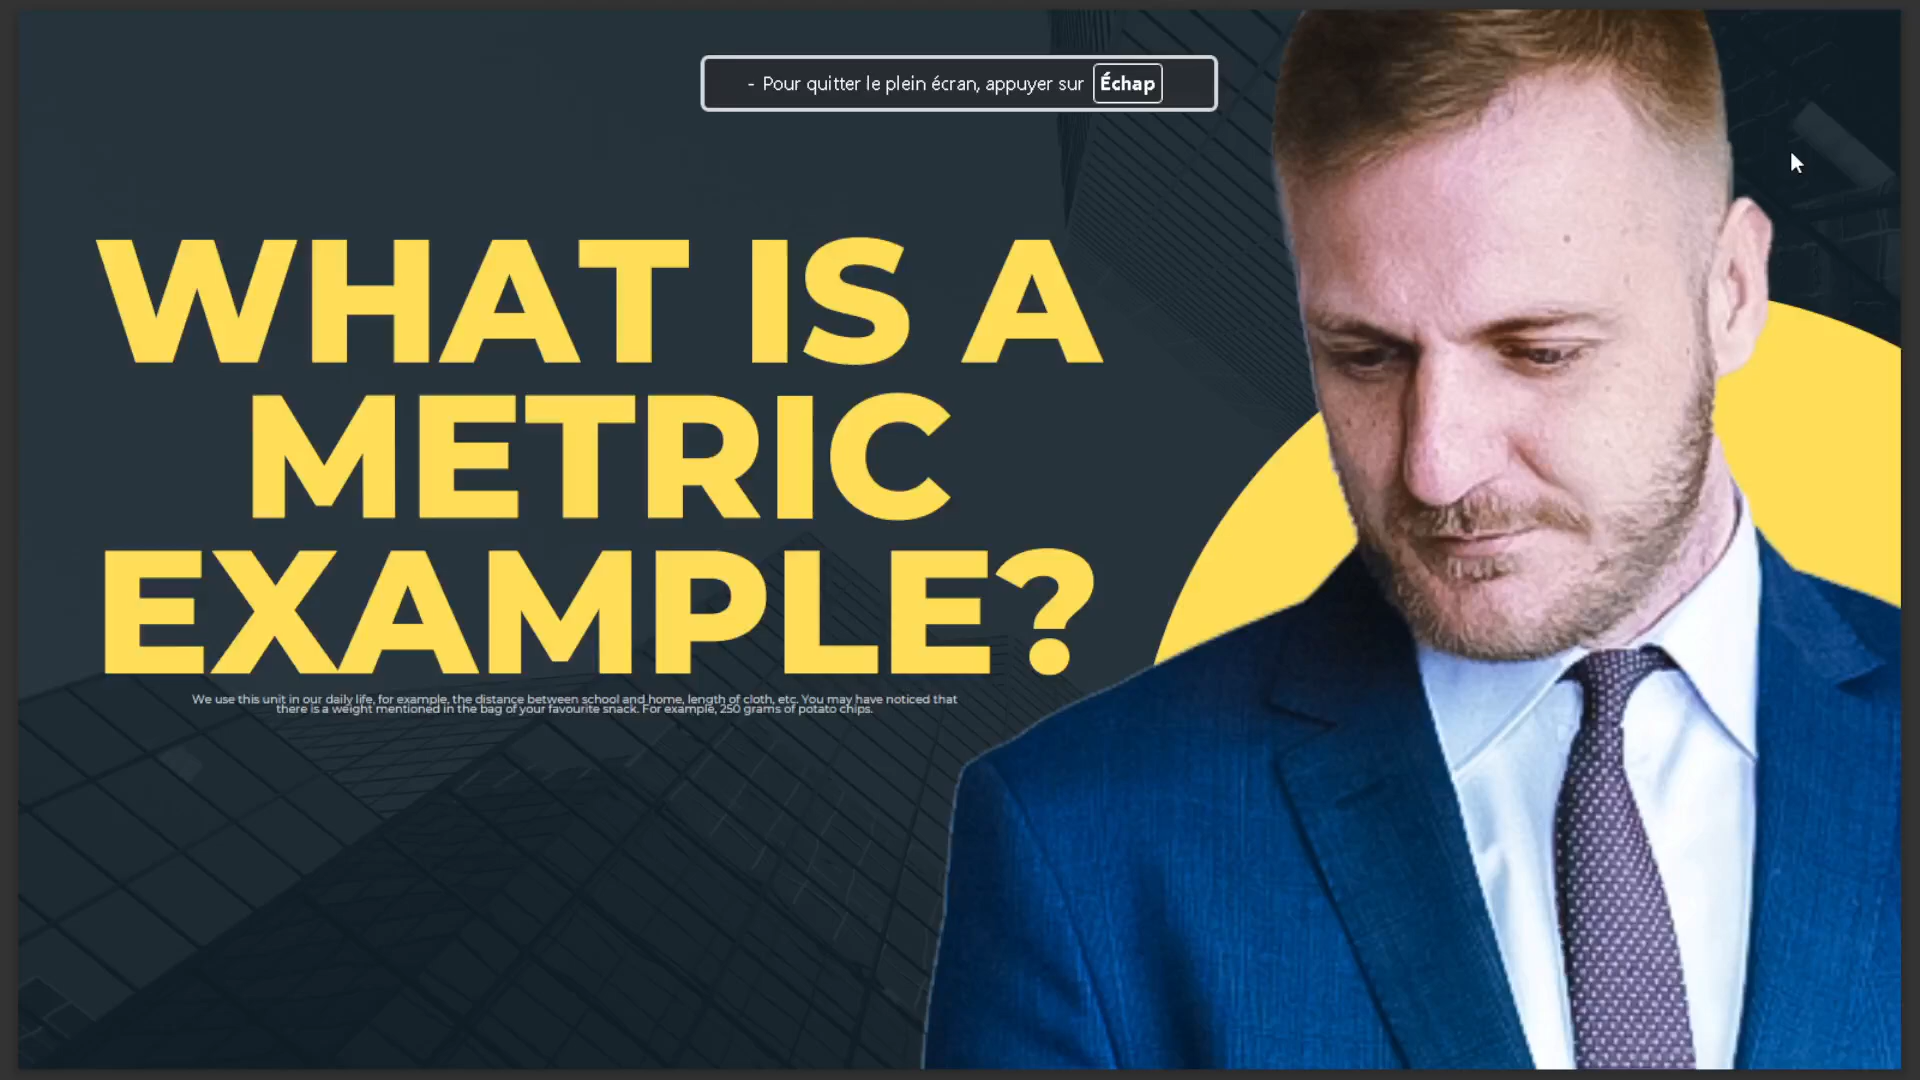 - Pour quitter le plein écran, appuyer sur Échap
WHAT IS A
METRIC
EXAMPLE?
We use this unit in our daily life, for example, the distance between school and home, length of cloth, etc. You may have noticed that
there is a weight mentioned in the bag of your favourite snack. For example, 250 grams of potato chips.